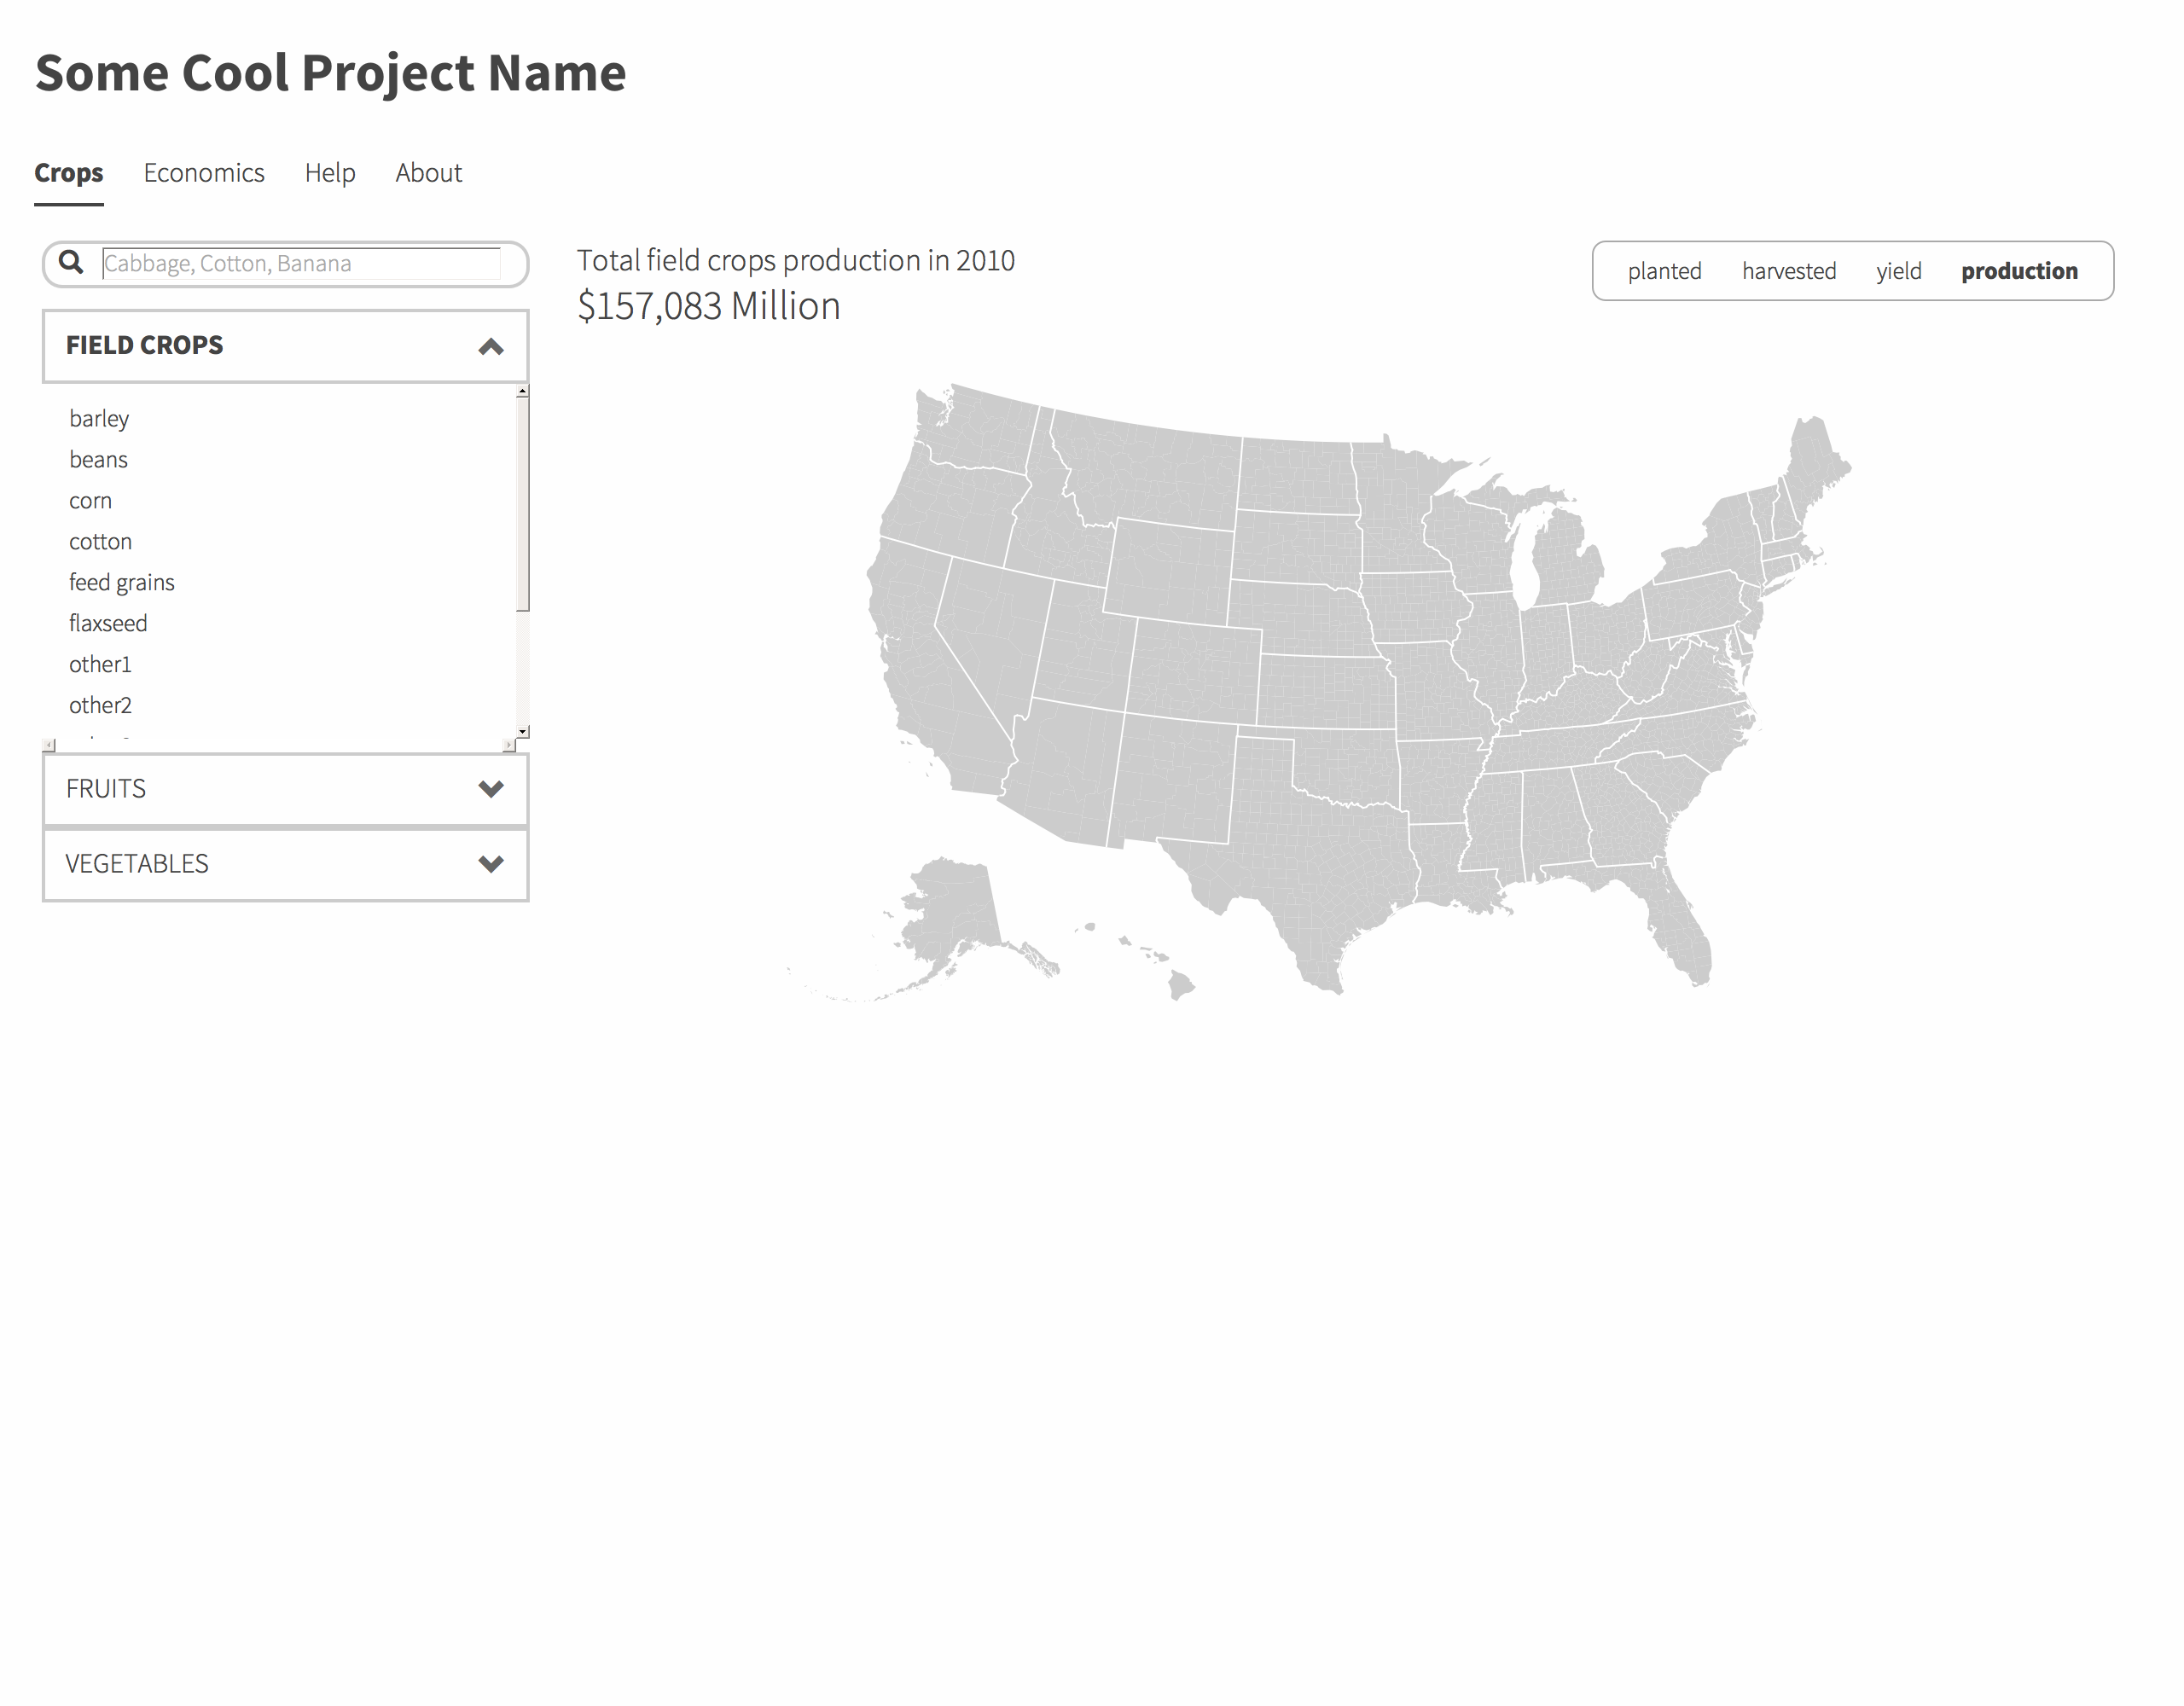 Some Cool Project Name
Crops Economics Help About
Cabbage, Cotton, Banana
FIELD CROPS
barley
beans
corn
cotton
feed grains
flaxseed
other1
other2
FRUITS
VEGETABLES
Total field crops production in 2010
$157,083 Million
planted harvested yield production